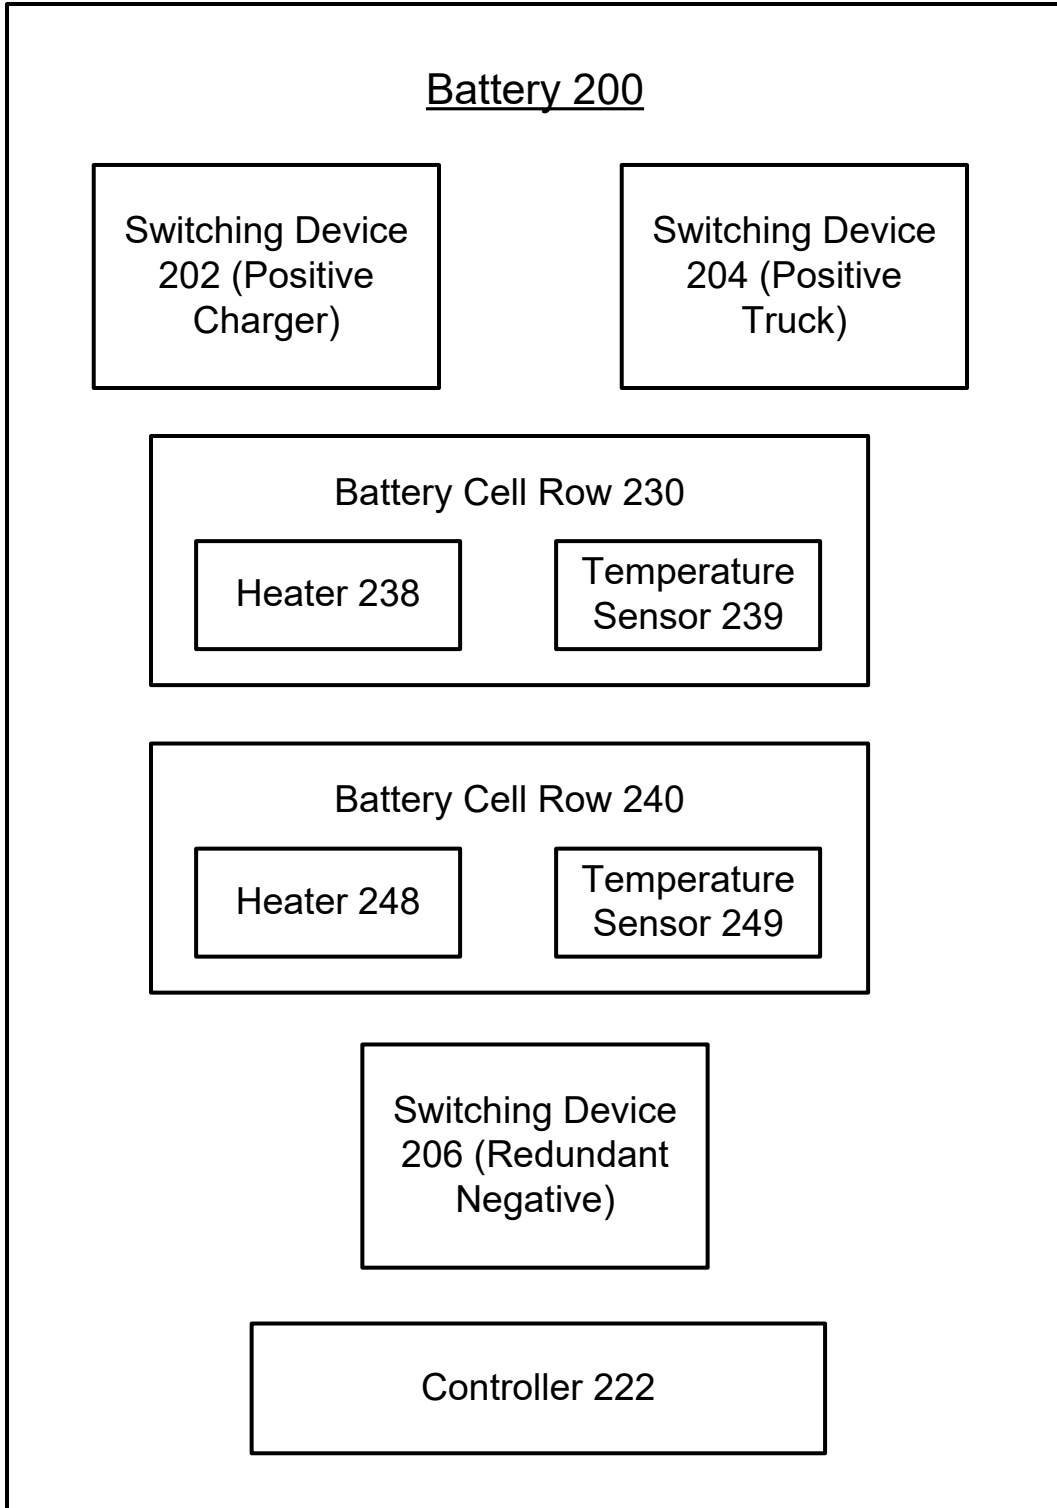 Battery 200
Switching Device
202 (Positive
Charger)
Switching Device
204 (Positive
Truck)
Battery Cell Row 230
Heater 238
Temperature
Sensor 239
Battery Cell Row 240
Heater 248
Temperature
Sensor 249
Switching Device
206 (Redundant
Negative)
Controller 222